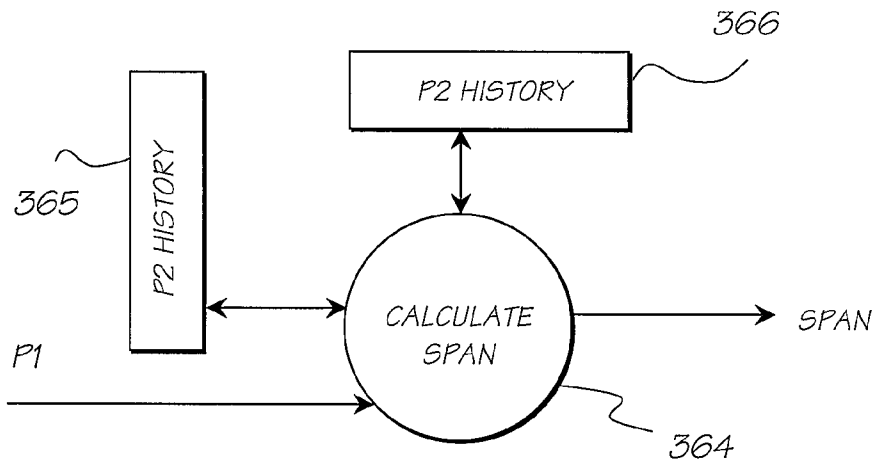 366
P2 HISTORY
365
P2 HISTORY
CALCULATE
SPAN
SPAN
P1
364